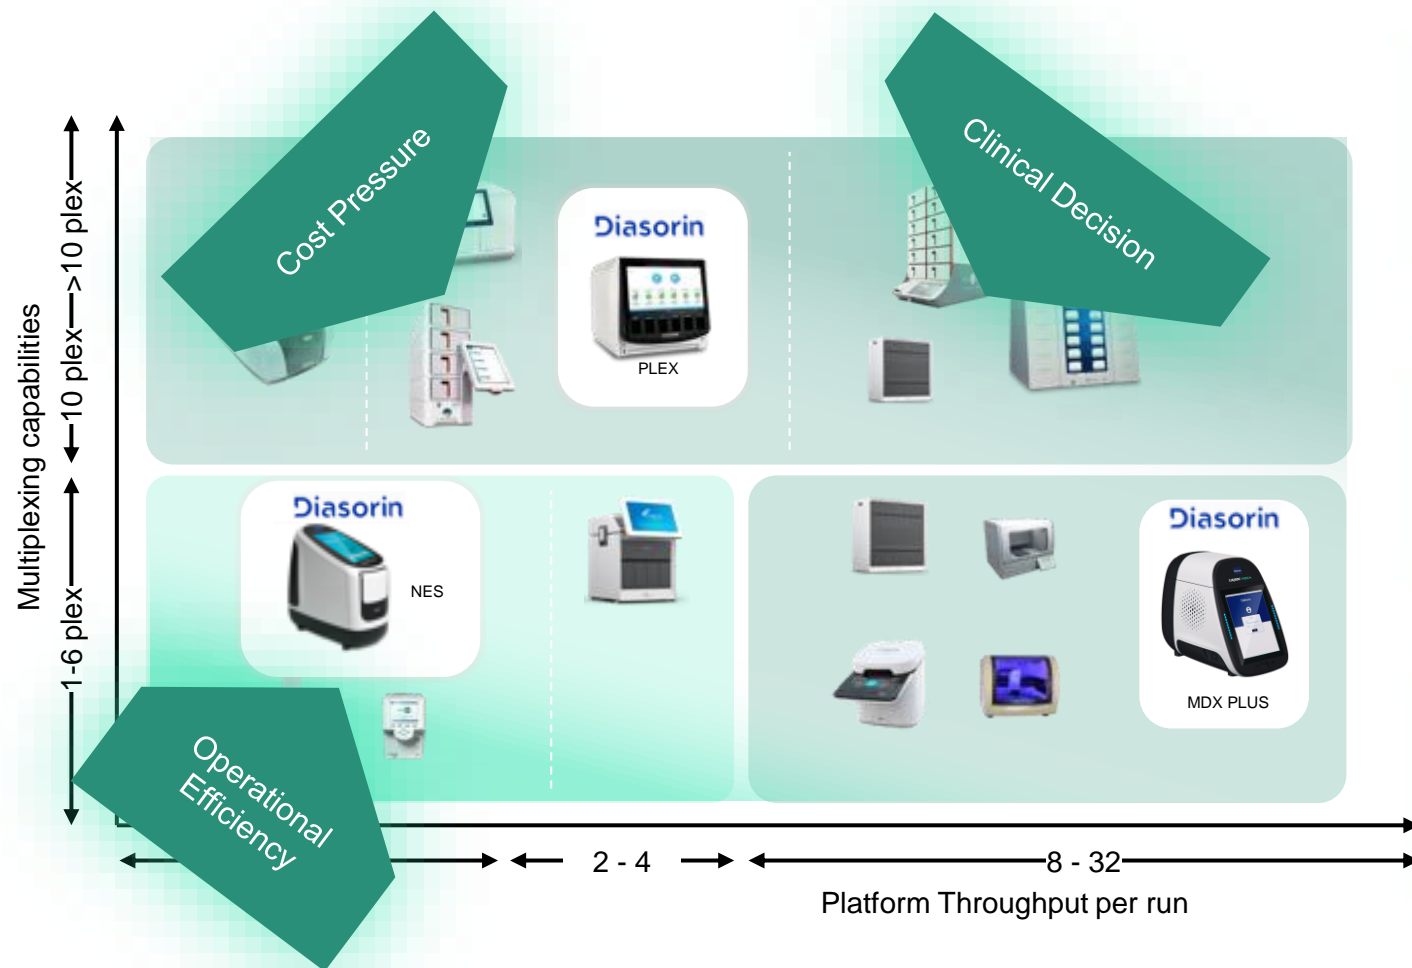 Cost Pressure
Clinical Decision
Diasorin
PLEX
Multiplexing capabilities
>10 plex
10 plex
1-6 plex
Diasorin
NES
Diasorin
MDX PLUS
Operational
Efficiency
2 - 4
8 - 32
Platform Throughput per run